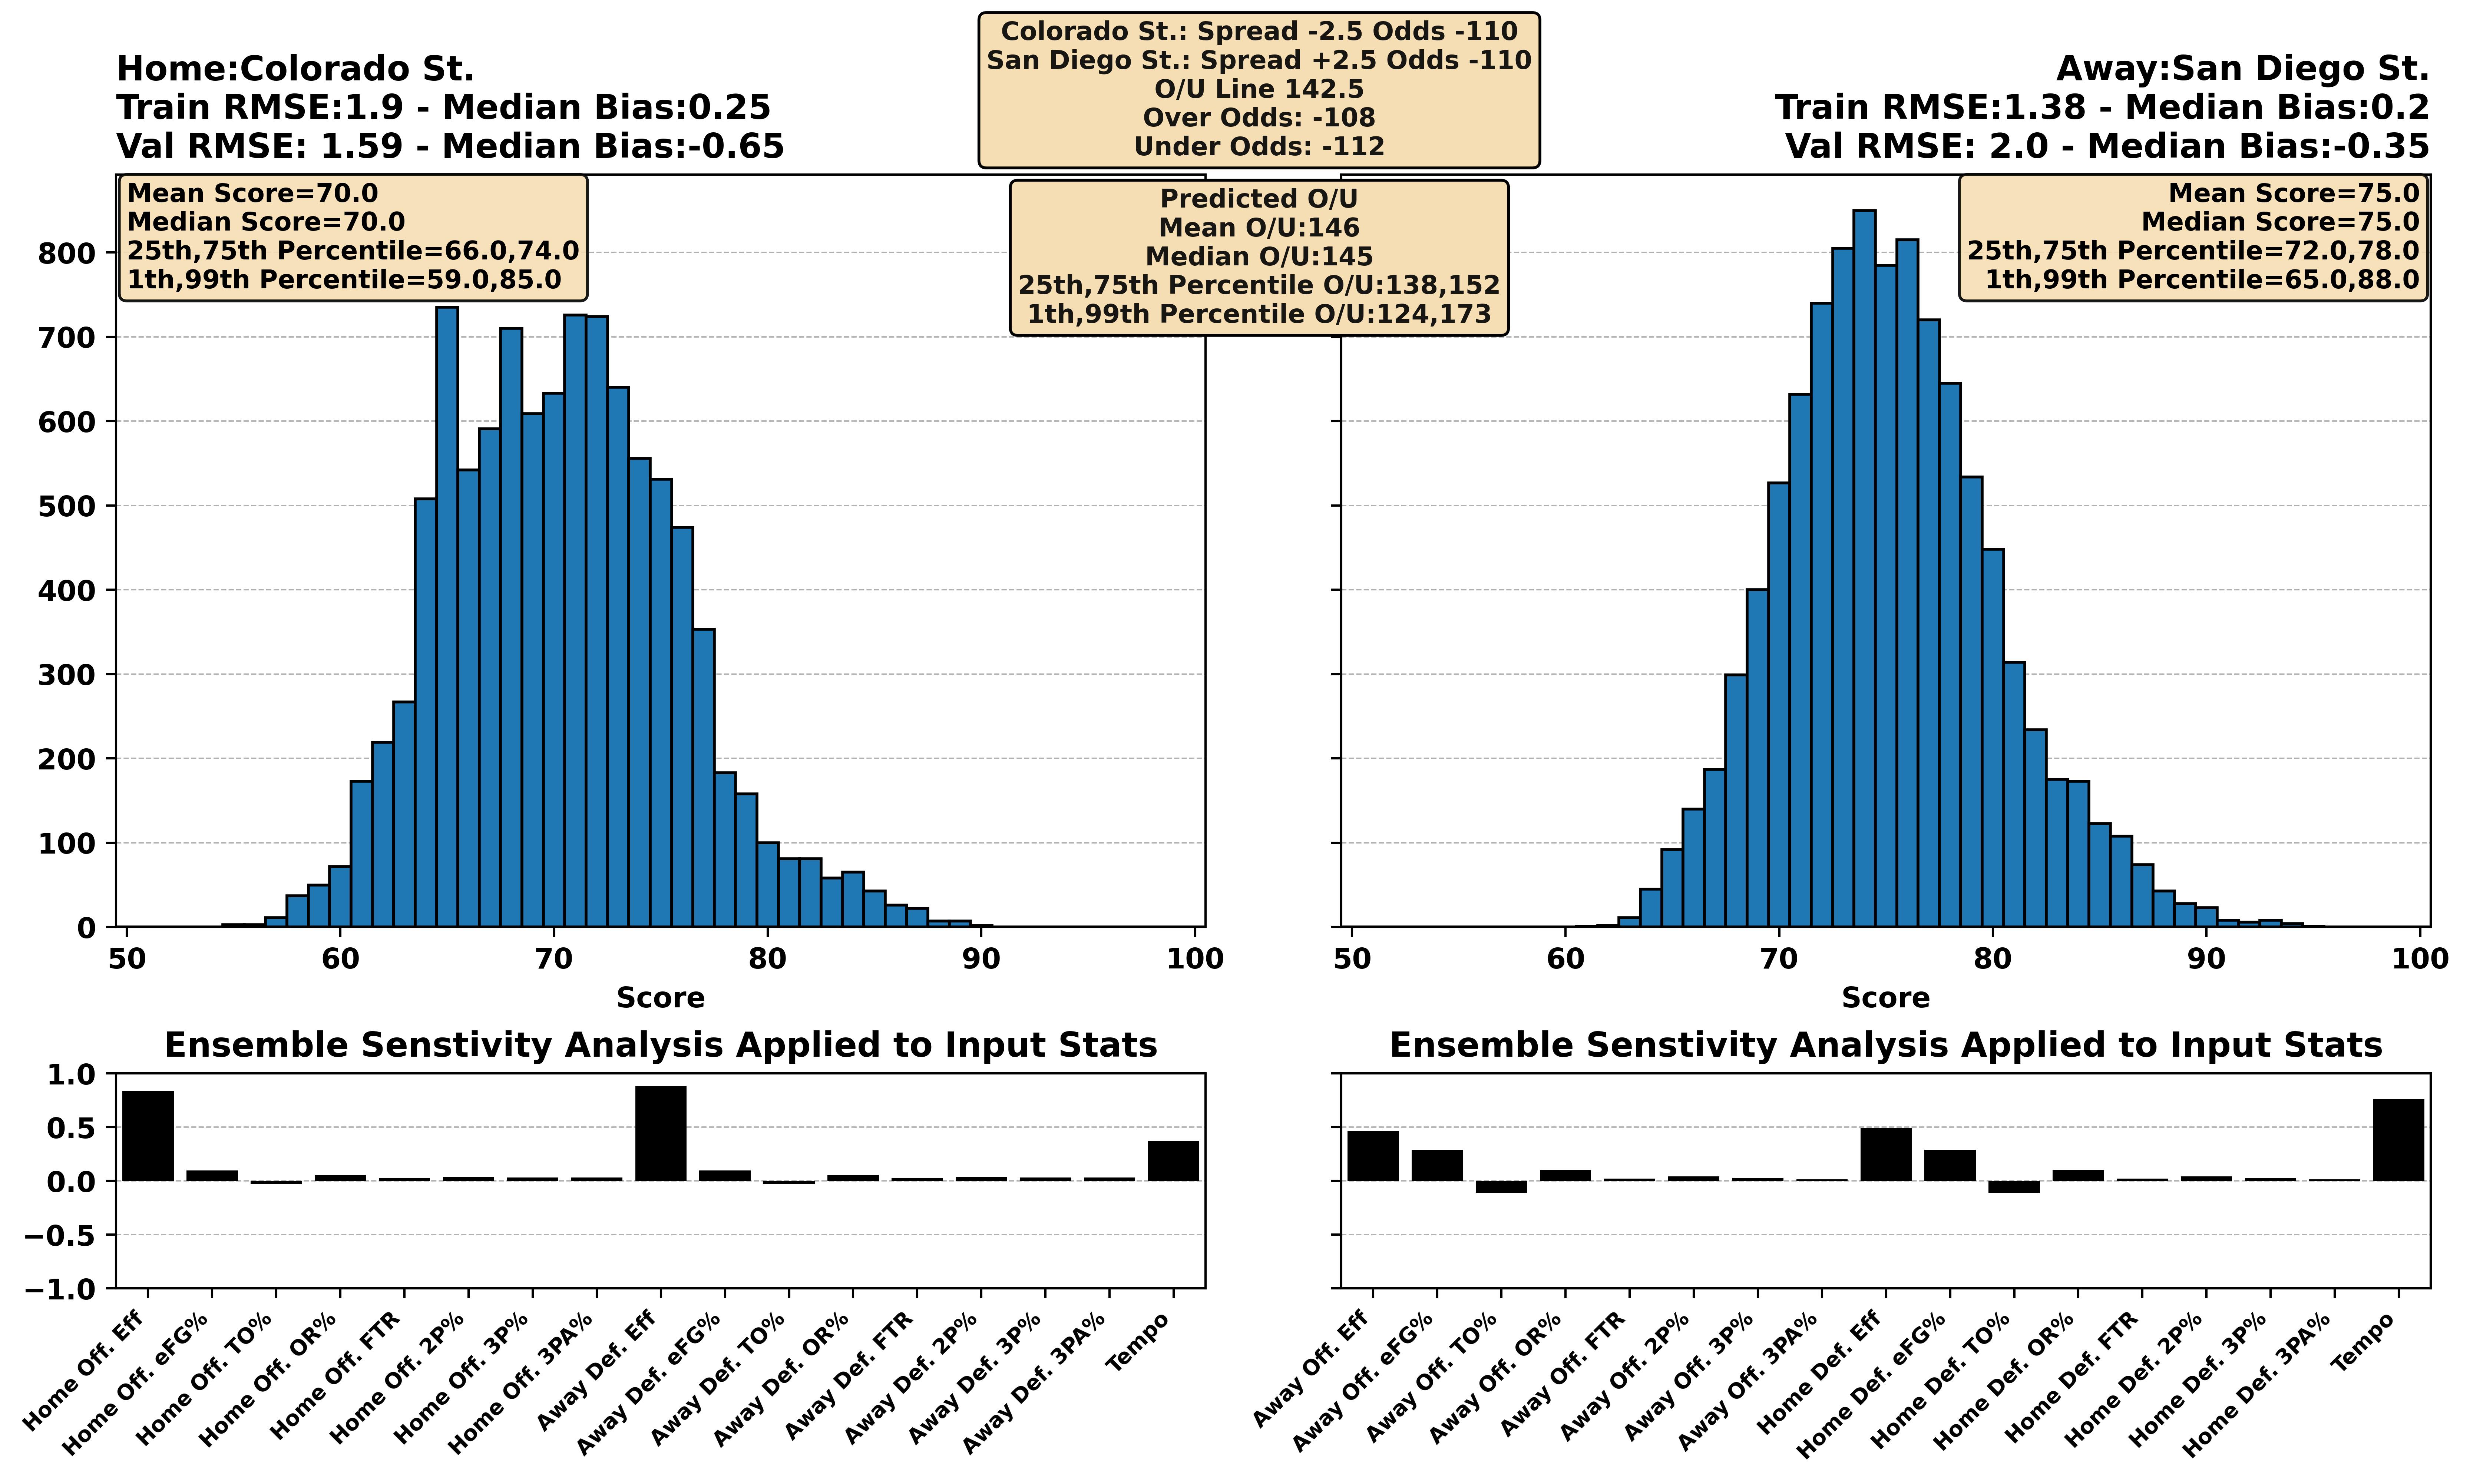 Colorado St.: Spread -2.5 Odds -110
San Diego St.: Spread +2.5 Odds -110
O/U Line 142.5
Over Odds: -108
Under Odds: -112
Home:Colorado St.
Train RMSE:1.9 - Median Bias:0.25
Val RMSE: 1.59 - Median Bias:-0.65
Away:San Diego St.
Train RMSE:1.38 - Median Bias:0.2
Val RMSE: 2.0 - Median Bias:-0.35
Mean Score=70.0
Median Score=70.0
25th,75th Percentile=66.0,74.0
1th,99th Percentile=59.0,85.0
Predicted O/U
Mean O/U:146
Median O/U:145
25th,75th Percentile O/U:138,152
1th,99th Percentile O/U:124,173
Mean Score=75.0
Median Score=75.0
25th,75th Percentile=72.0,78.0
1th,99th Percentile=65.0,88.0
800
700
600
500
400
300
200
100
0
50 60 70 80 90 100
Score
50 60 70 80 90 100
Score
Ensemble Senstivity Analysis Applied to Input Stats
1.0
0.5
0.0
−0.5
−1.0
Home Off. Eff
Home Off. eFG%
Home Off. TO%
Home Off. OR%
Home Off. FTR
Home Off. 2P%
Home Off. 3P%
Home Off. 3PA%
Away Def. Eff
Away Def. eFG%
Away Def. TO%
Away Def. OR%
Away Def. FTR
Away Def. 2P%
Away Def. 3P%
Away Def. 3PA%
Tempo
Ensemble Senstivity Analysis Applied to Input Stats
Away Off. Eff
Away Off. eFG%
Away Off. TO%
Away Off. OR%
Away Off. FTR
Away Off. 2P%
Away Off. 3P%
Away Off. 3PA%
Home Def. Eff
Home Def. eFG%
Home Def. TO%
Home Def. OR%
Home Def. FTR
Home Def. 2P%
Home Def. 3P%
Home Def. 3PA%
Tempo